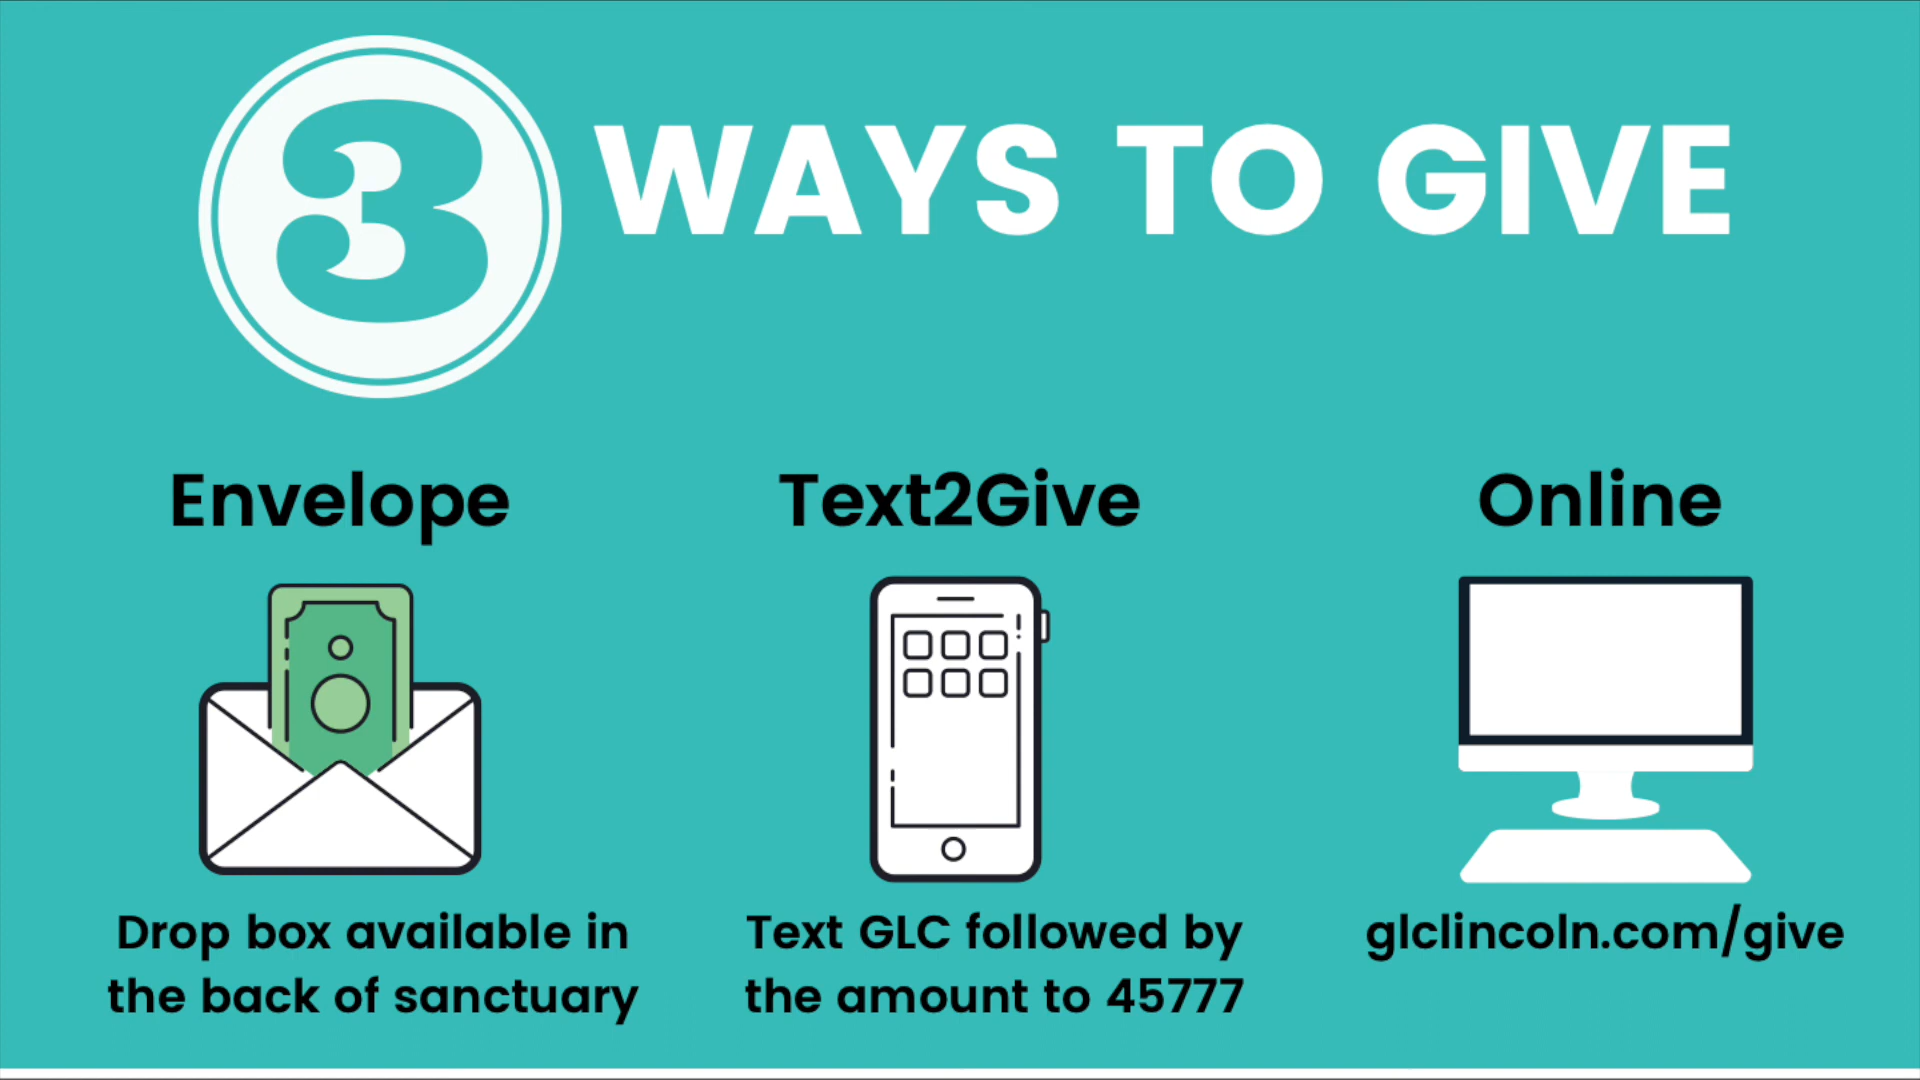 3 WAYS TO GIVE
Envelope
Text2Give
Online
Drop box available in
the back of sanctuary
Text GLC followed by
the amount to 45777
glclincoln.com/give